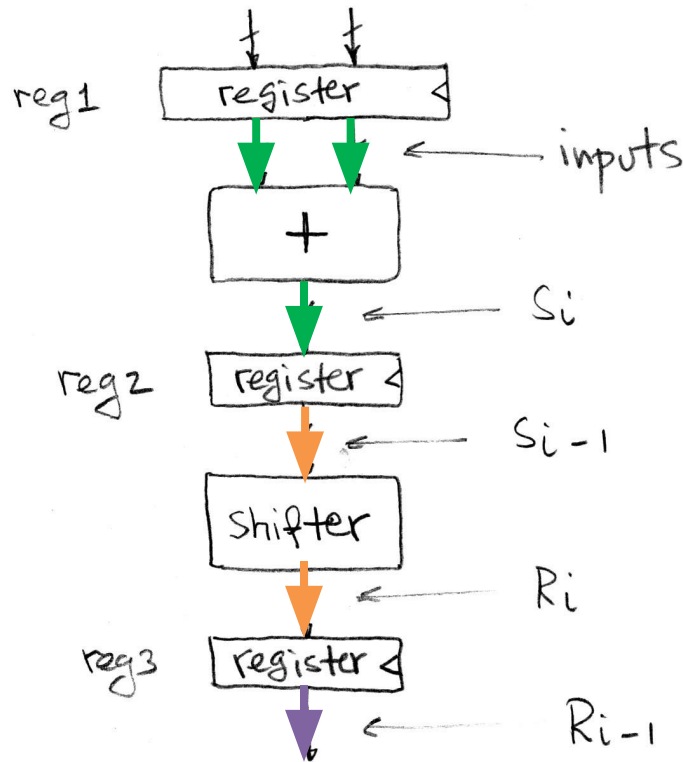 reg1
register
inputs
+
Si
reg2
register
Si-1
Shifter
Ri
reg3
register
Ri-1